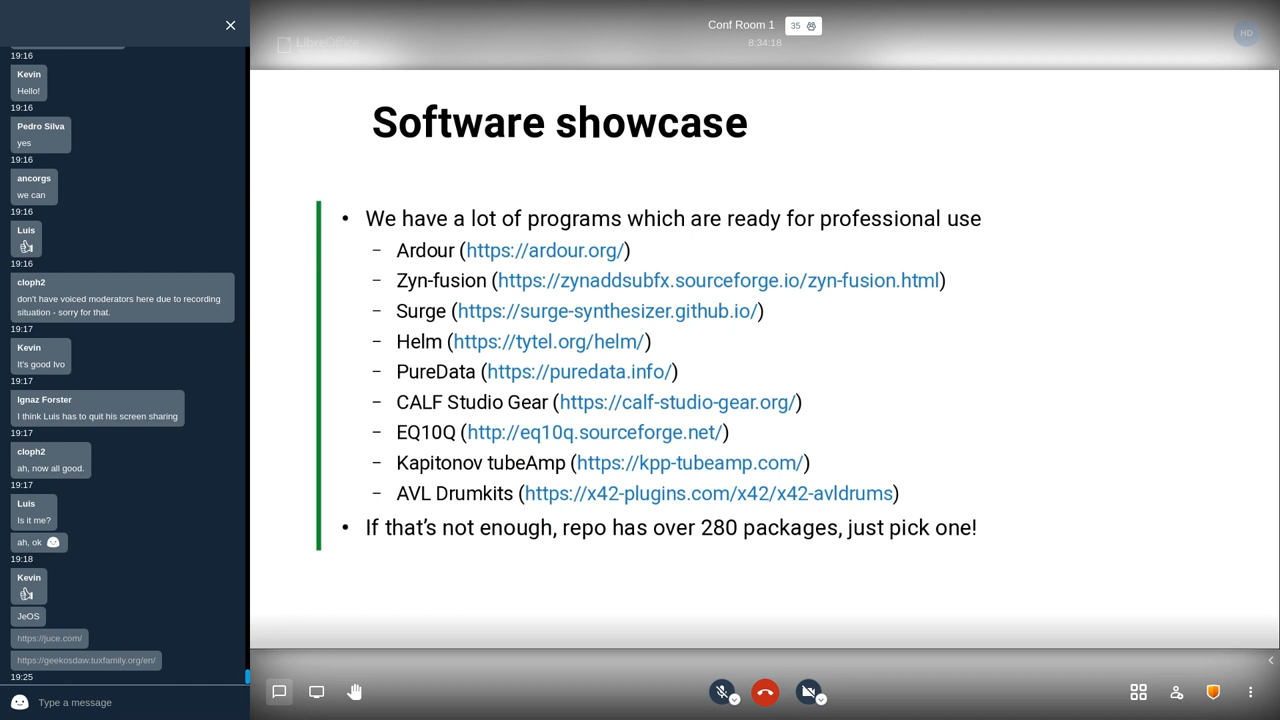 19:16
Kevin
Hello!
19:16
Pedro Silva
yes
19:16
ancorgs
we can
19:16
Luis
19:16
cloph2
don't have voiced moderators here due to recording
situation - sorry for that.
19:17
Kevin
It's good Ivo
19:17
Ignaz Forster
I think Luis has to quit his screen sharing
19:17
cloph2
ah, now all good.
19:17
Luis
Is it me?
ah, ok
19:18
Kevin
JeOS
https://juce.com/
https://geekosdaw.tuxfamily.org/en/
19:25
Type a message
LibreOffice
Conf Room 1
35
8:34:18
HD
Software showcase
• We have a lot of programs which are ready for professional use
– Ardour (https://ardour.org/)
– Zyn-fusion (https://zynaddsubfx.sourceforge.io/zyn-fusion.html)
– Surge (https://surge-synthesizer.github.io/)
– Helm (https://tytel.org/helm/)
– PureData (https://puredata.info/)
– CALF Studio Gear (https://calf-studio-gear.org/)
– EQ10Q (http://eq10q.sourceforge.net/)
– Kapitonov tubeAmp (https://kpp-tubeamp.com/)
– AVL Drumkits (https://x42-plugins.com/x42/x42-avldrums)
• If that's not enough, repo has over 280 packages, just pick one!